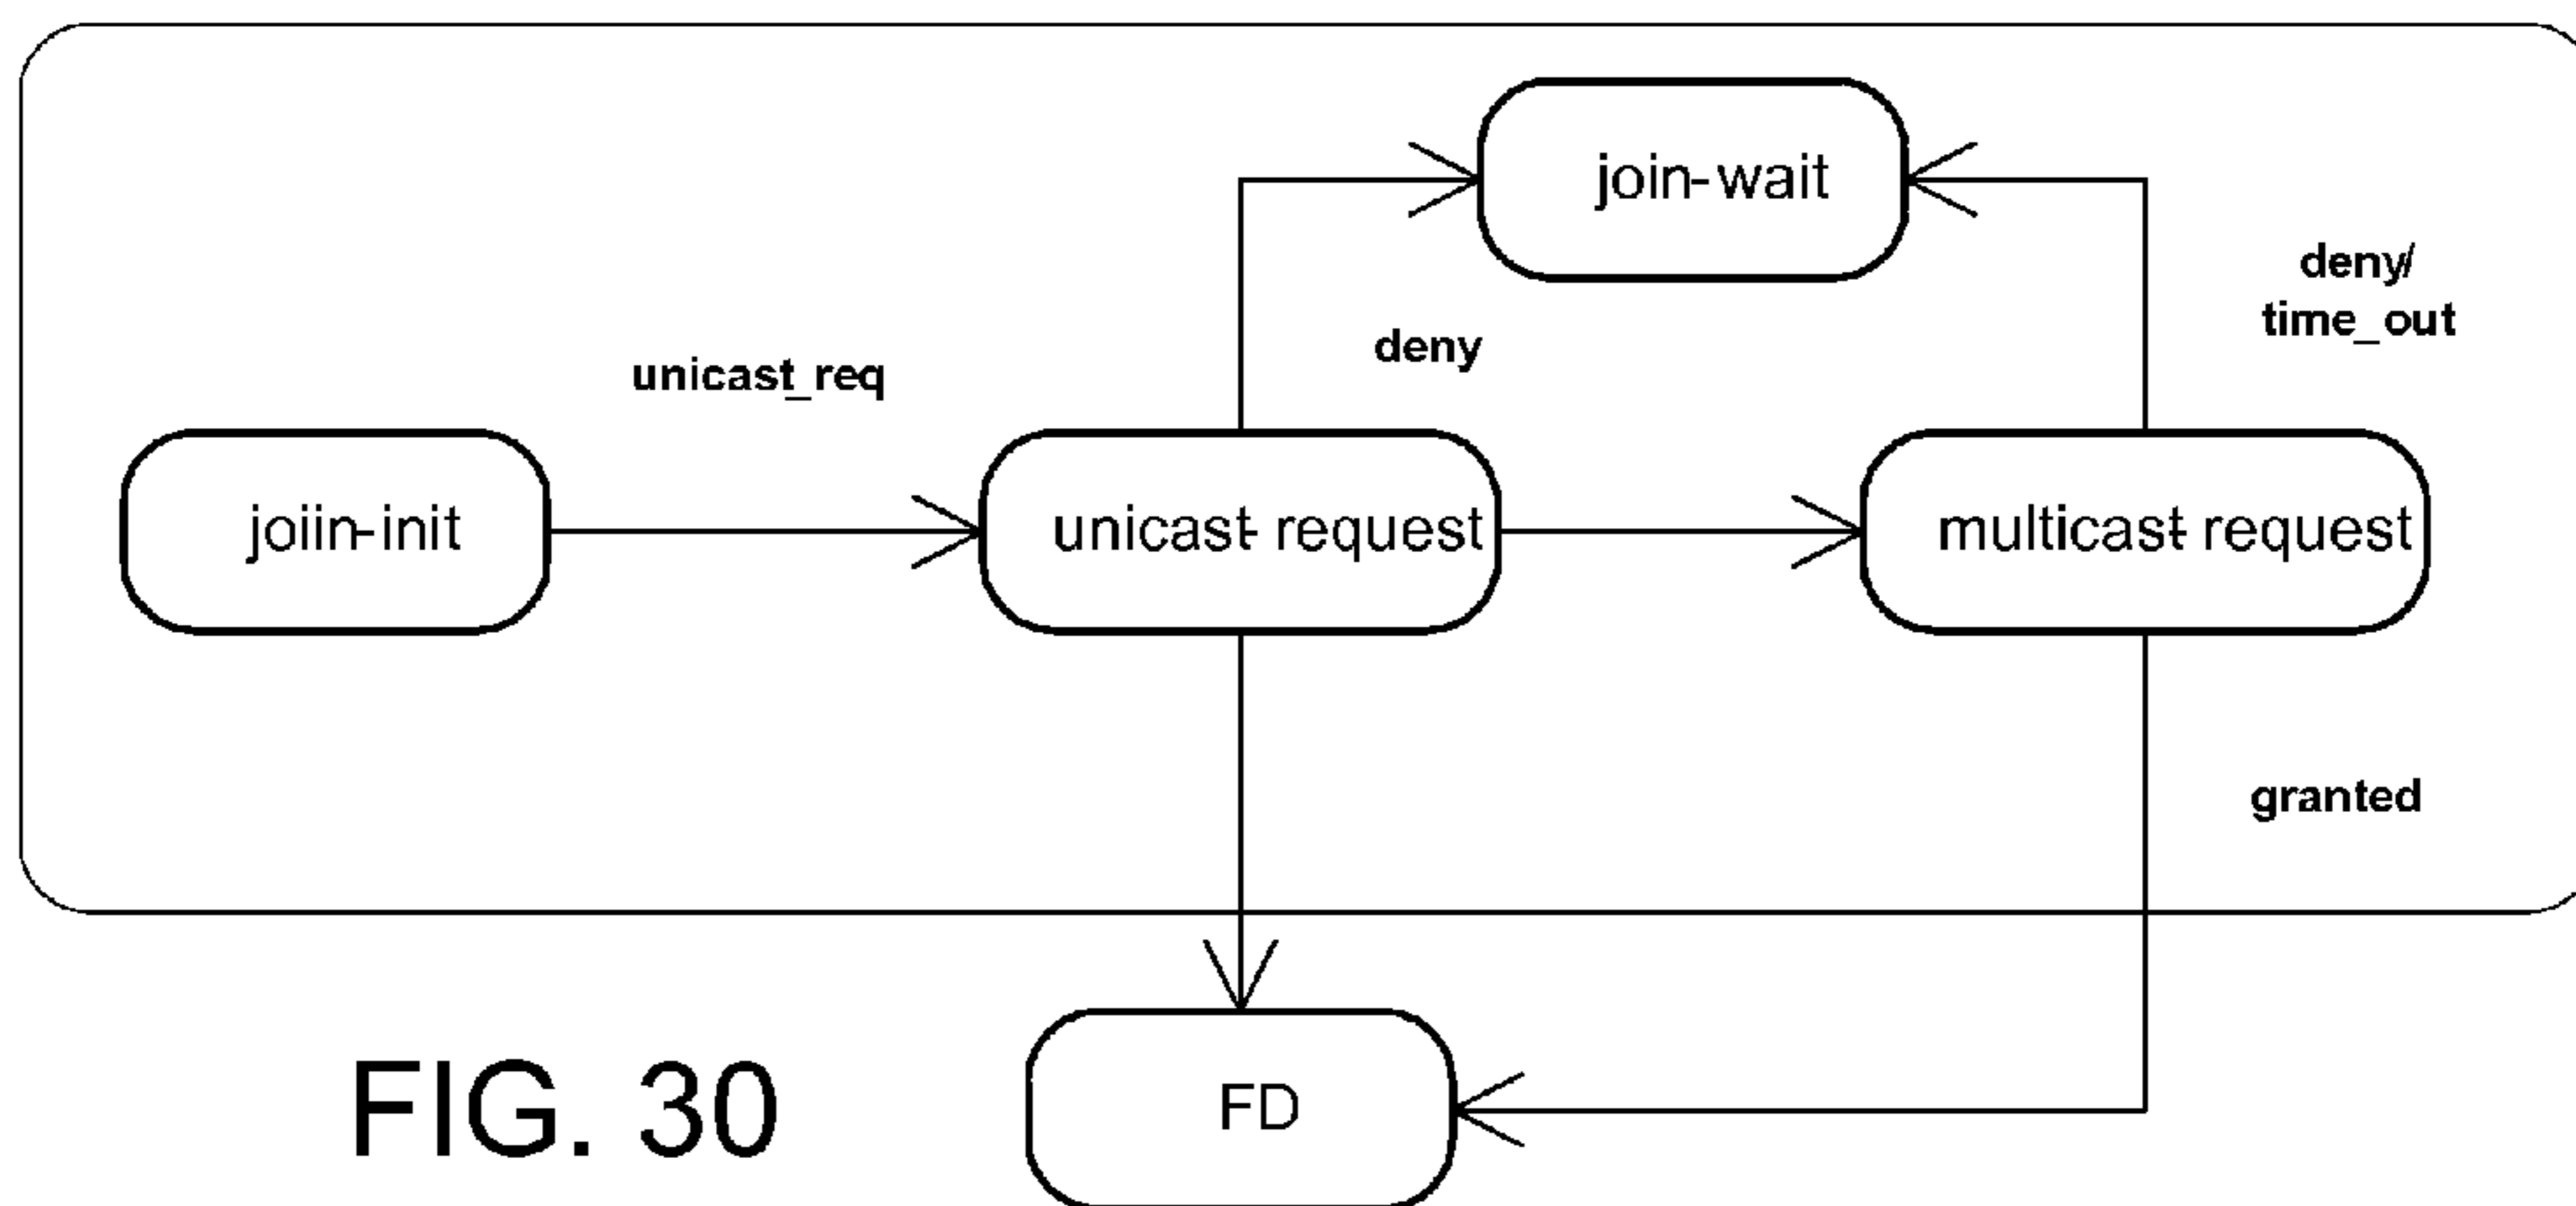 join-wait
deny/
time_out
deny
unicast_req
joiin-init
unicast-request
multicast-request
granted
FD
FIG. 30